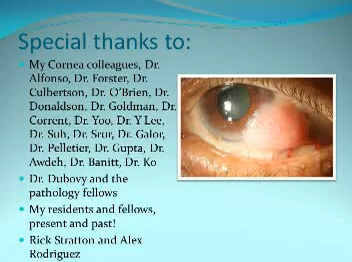 Special thanks to:
My Cornea colleagues, Dr.
Alfonso, Dr. Forster, Dr.
Culbertson, Dr. O'Brien, Dr.
Donaldson, Dr. Goldman, Dr.
Corrent, Dr. Yoo, Dr. Y Lee,
Dr. Suh, Dr. Srur, Dr. Galor,
Dr. Pelletier, Dr. Gupta, Dr.
Awdeh, Dr. Banitt, Dr. Ko
Dr. Dubovy and the
pathology fellows
My residents and fellows,
present and past!
Rick Stratton and Alex
Rodriguez